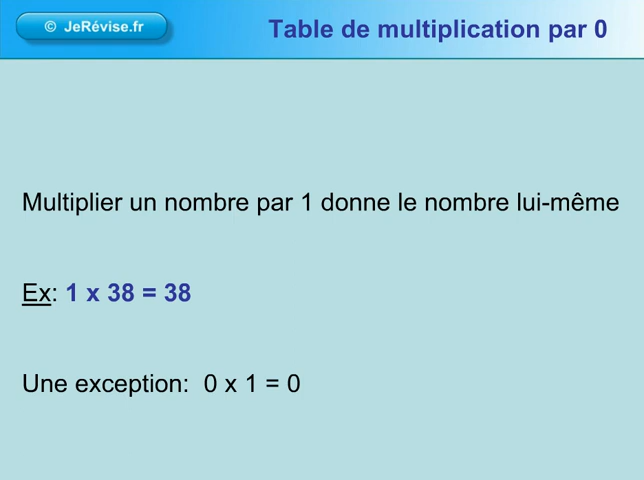 © JeRévise.fr
Table de multiplication par 0
Multiplier un nombre par 1 donne le nombre lui-même
Ex: 1 x 38 = 38
Une exception: 0 x 1 = 0